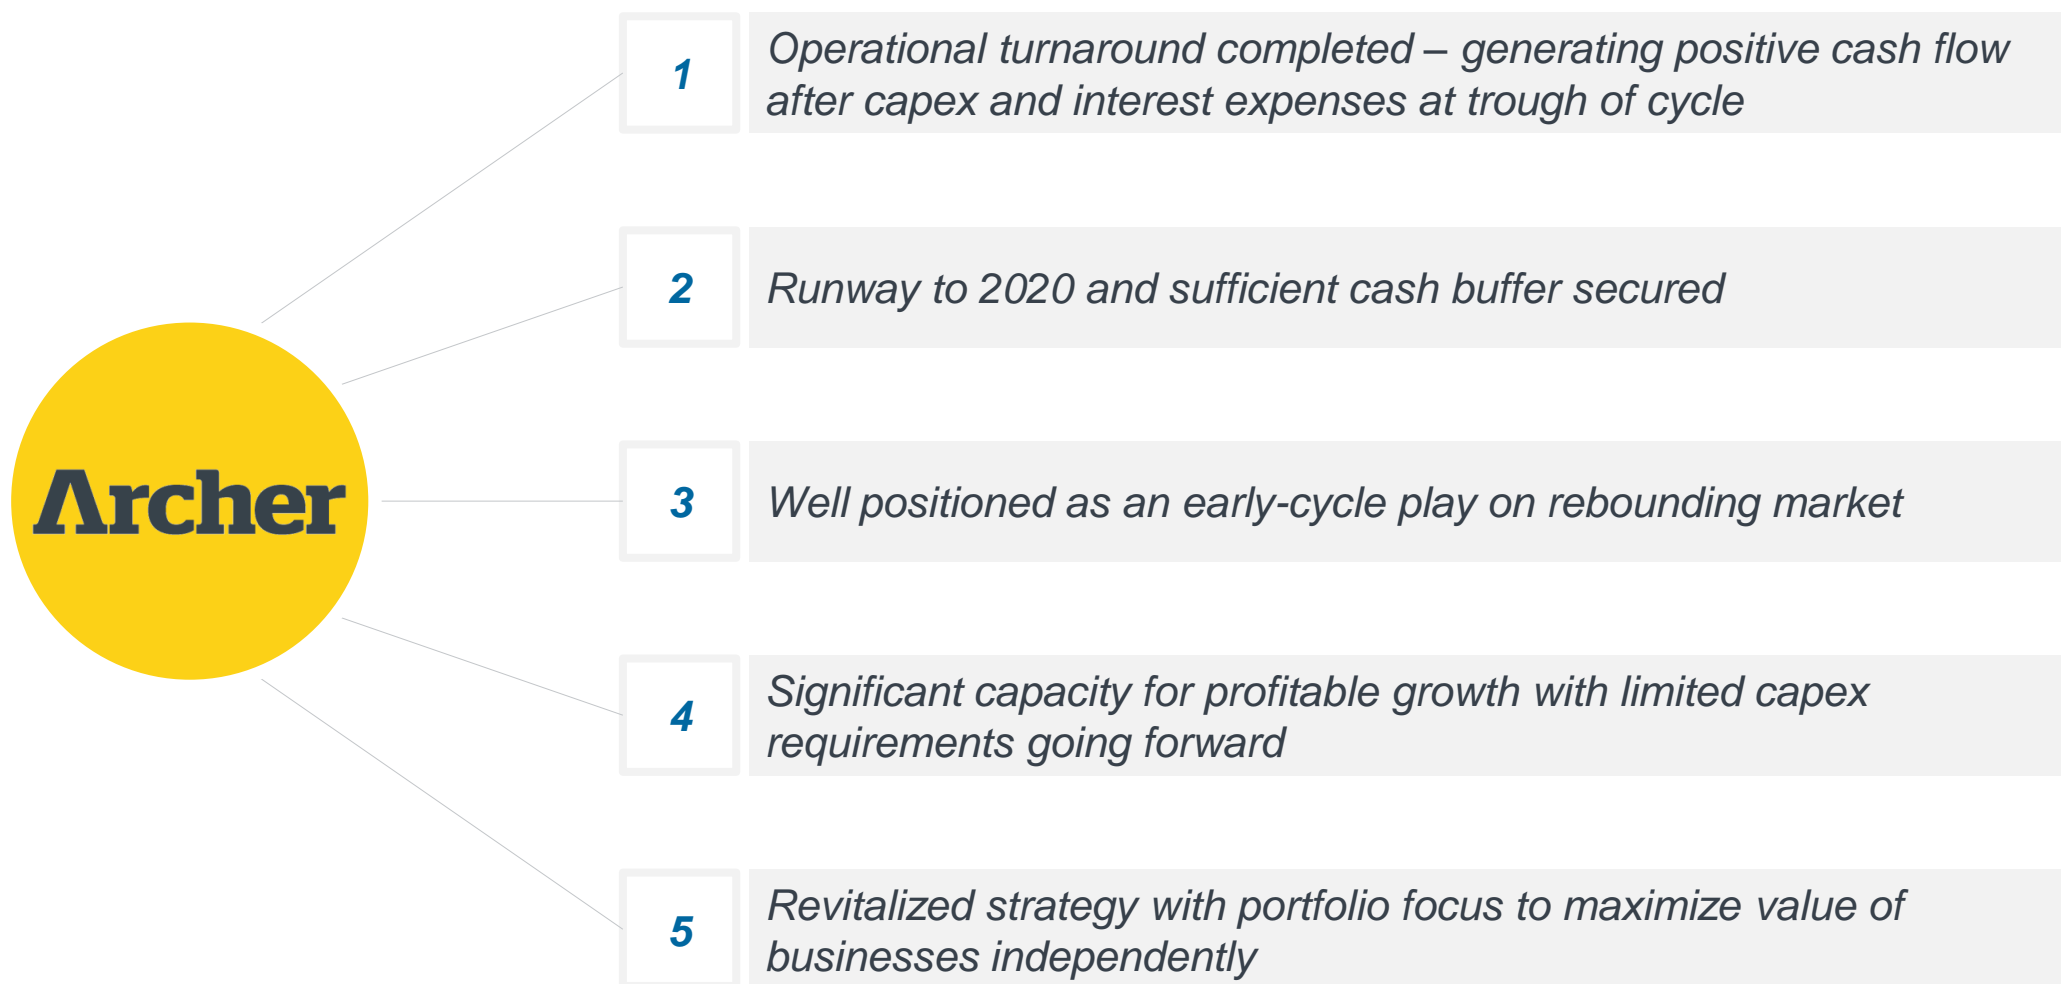 1
Operational turnaround completed – generating positive cash flow
after capex and interest expenses at trough of cycle
2
Runway to 2020 and sufficient cash buffer secured
Archer
3
Well positioned as an early-cycle play on rebounding market
4
Significant capacity for profitable growth with limited capex
requirements going forward
5
Revitalized strategy with portfolio focus to maximize value of
businesses independently